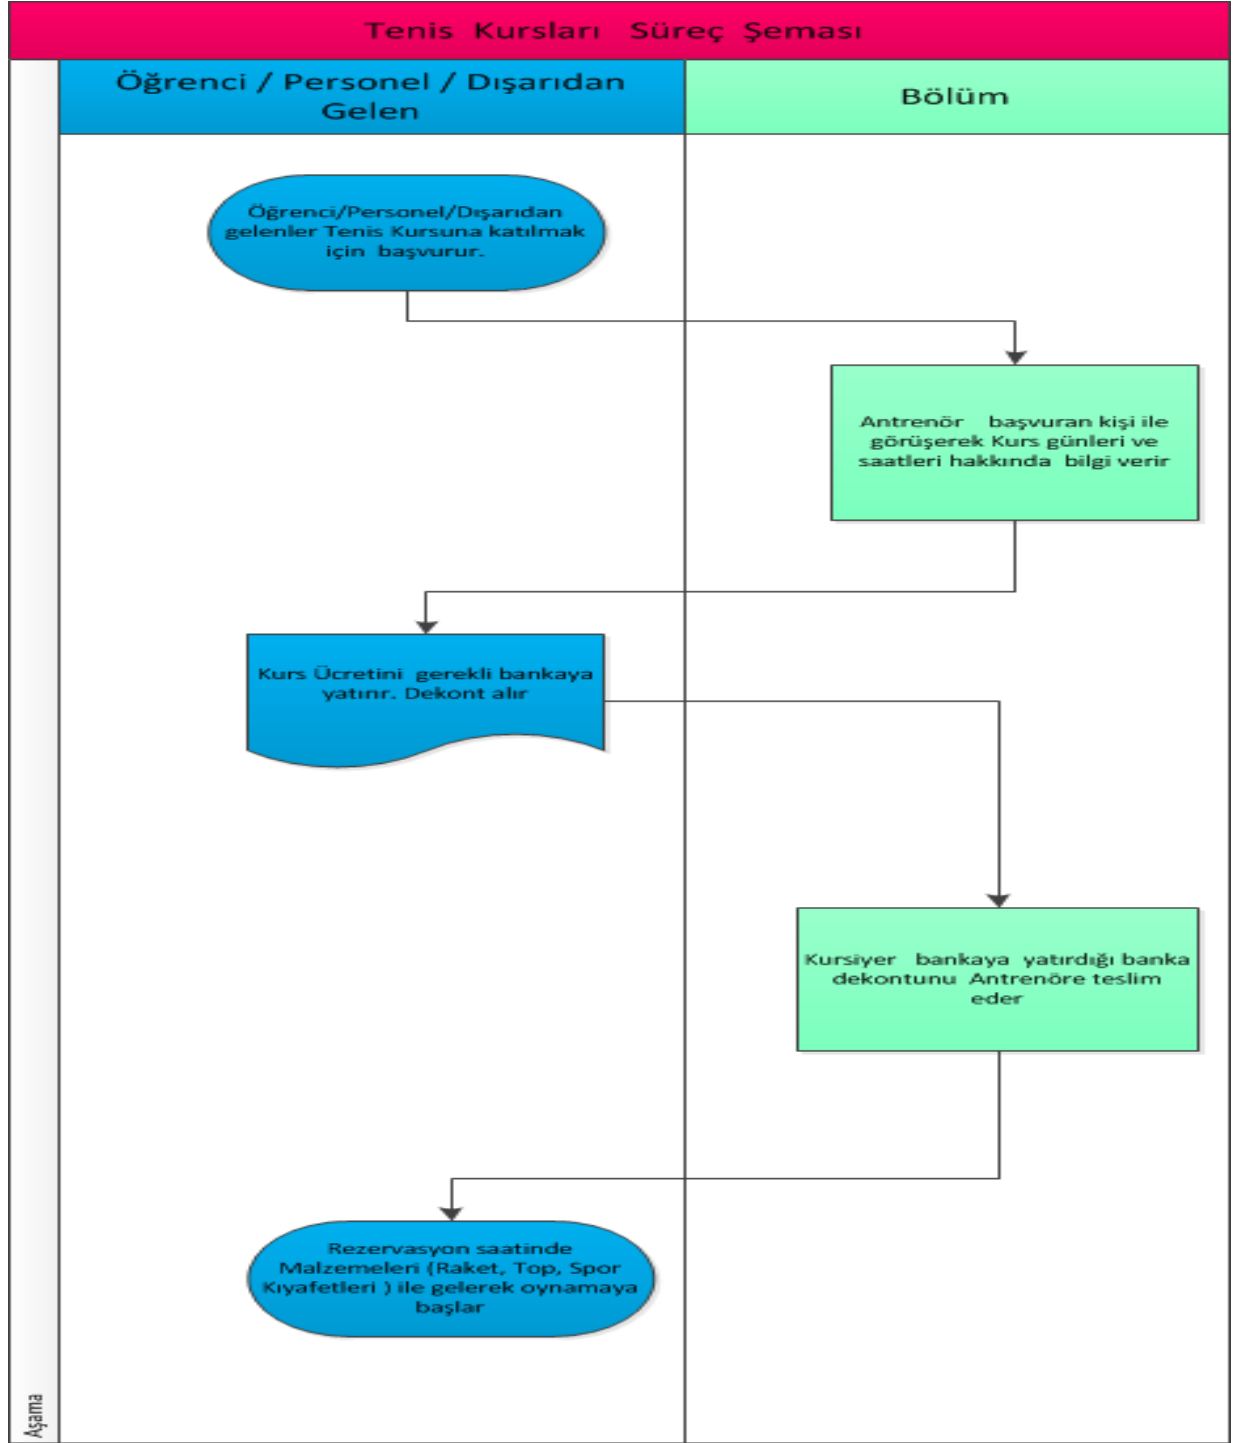 Tenis Kursları Süreç Şeması
Öğrenci / Personel / Dışarıdan
Gelen
Bölüm
Öğrenci/Personel/Dışarıdan
gelenler Tenis Kursuna katılmak
için başvurur.
Antrenör başvuran kişi ile
görüşerek Kurs günleri ve
saatleri hakkında bilgi verir
Kurs Ücretini gerekli bankaya
yatırır. Dekont alır
Kursiyer bankaya yatırdığı banka
dekontunu Antrenöre teslim
eder
Rezervasyon saatinde
Malzemeleri (Raket, Top, Spor
Kıyafetleri ) ile gelerek oynamaya
başlar
Aşama